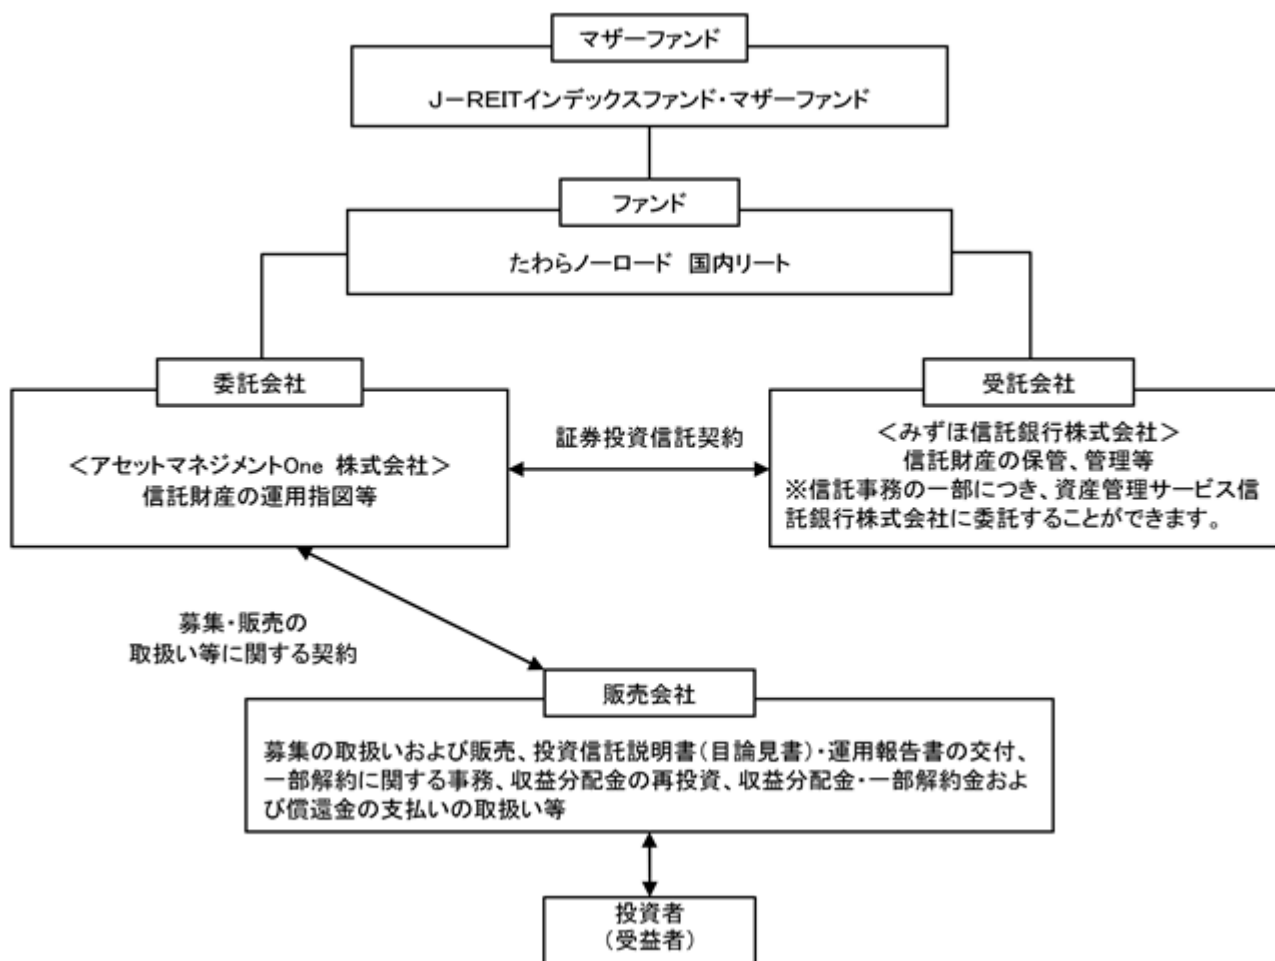 マザーファンド
J－REITインデックスファンド・マザーファンド
ファンド
たわらノーロード　国内リート
委託会社
＜アセットマネジメントOne 株式会社＞
信託財産の運用指図等
証券投資信託契約
受託会社
＜みずほ信託銀行株式会社＞
信託財産の保管、管理等
※信託事務の一部につき、資産管理サービス信
託銀行株式会社に委託することができます。
募集・販売の
取扱い等に関する契約
販売会社
募集の取扱いおよび販売、投資信託説明書（目論見書）・運用報告書の交付、
一部解約に関する事務、収益分配金の再投資、収益分配金・一部解約金およ
び償還金の支払いの取扱い等
投資者
（受益者）